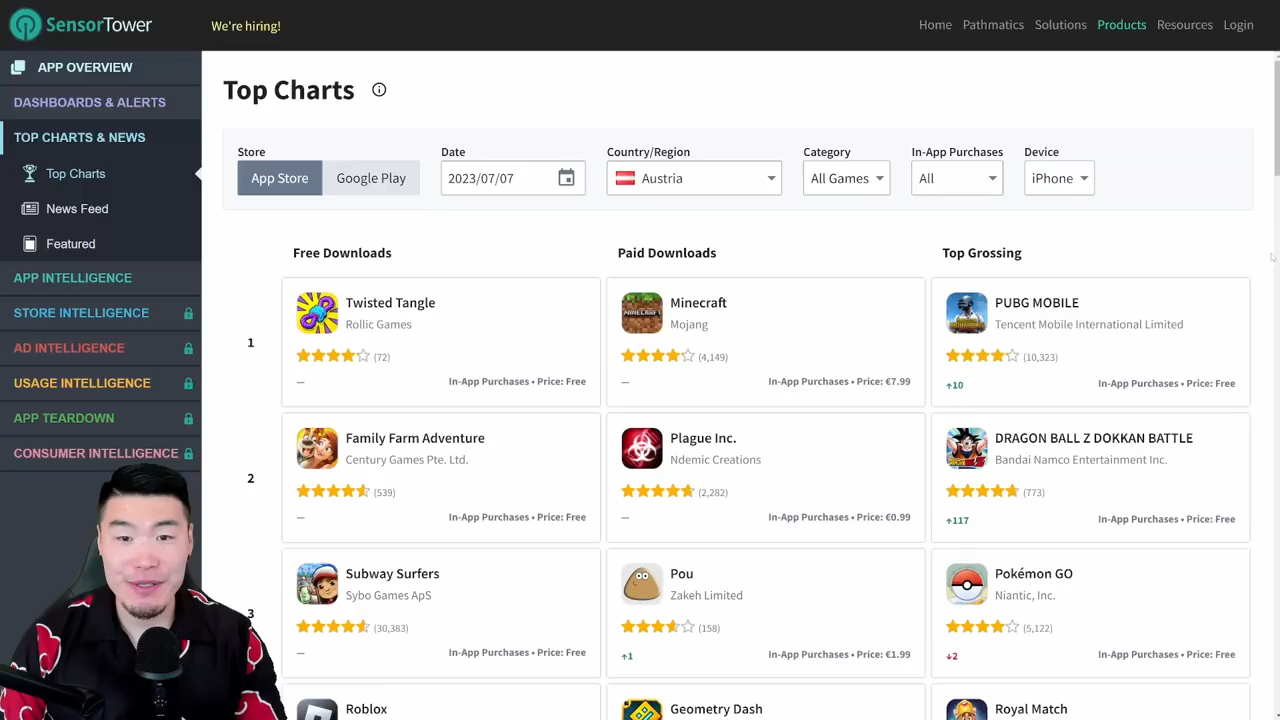 SensorTower
We're hiring!
Home Pathmatics Solutions Products Resources Login
APP OVERVIEW
DASHBOARDS & ALERTS
TOP CHARTS & NEWS
Top Charts
News Feed
Featured
APP INTELLIGENCE
STORE INTELLIGENCE
AD INTELLIGENCE
USAGE INTELLIGENCE
APP TEARDOWN
CONSUMER INTELLIGENCE
Top Charts
Store Date Country/Region Category In-App Purchases Device
App Store Google Play 2023/07/07 Austria All Games All iPhone
Free Downloads Paid Downloads Top Grossing
1
Twisted Tangle
Rollic Games
(72)
– In-App Purchases • Price: Free
Minecraft
Mojang
(4,149)
– In-App Purchases • Price: €7.99
PUBG MOBILE
Tencent Mobile International Limited
(10,323)
↑10 In-App Purchases • Price: Free
2
Family Farm Adventure
Century Games Pte. Ltd.
(539)
– In-App Purchases • Price: Free
Plague Inc.
Ndemic Creations
(2,282)
– In-App Purchases • Price: €0.99
DRAGON BALL Z DOKKAN BATTLE
Bandai Namco Entertainment Inc.
(773)
↑117 In-App Purchases • Price: Free
3
Subway Surfers
Sybo Games ApS
(30,383)
– In-App Purchases • Price: Free
Pou
Zakeh Limited
(158)
↑1 In-App Purchases • Price: €1.99
Pokémon GO
Niantic, Inc.
(5,122)
↓2 In-App Purchases • Price: Free
Roblox
Geometry Dash
Royal Match